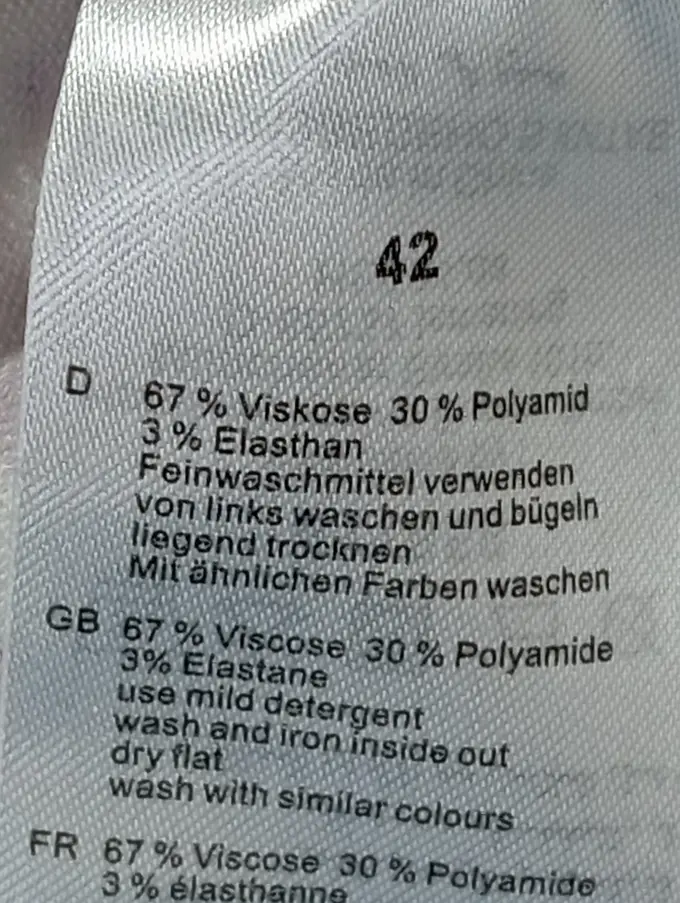 42
D 67 % Viskose 30 % Polyamid
3 % Elasthan
Feinwaschmittel verwenden
von links waschen und bügeln
liegend trocknen
Mit ähnlichen Farben waschen
GB 67 % Viscose 30 % Polyamide
3% Elastane
use mild detergent
wash and iron inside out
dry flat
wash with similar colours
FR 67 % Viscose 30 % Polyamide
3 % élasthanne